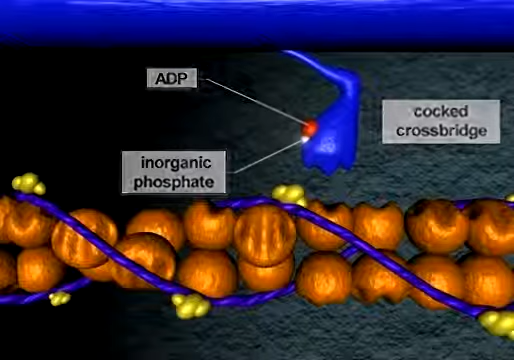 ADP
cocked
crossbridge
inorganic
phosphate